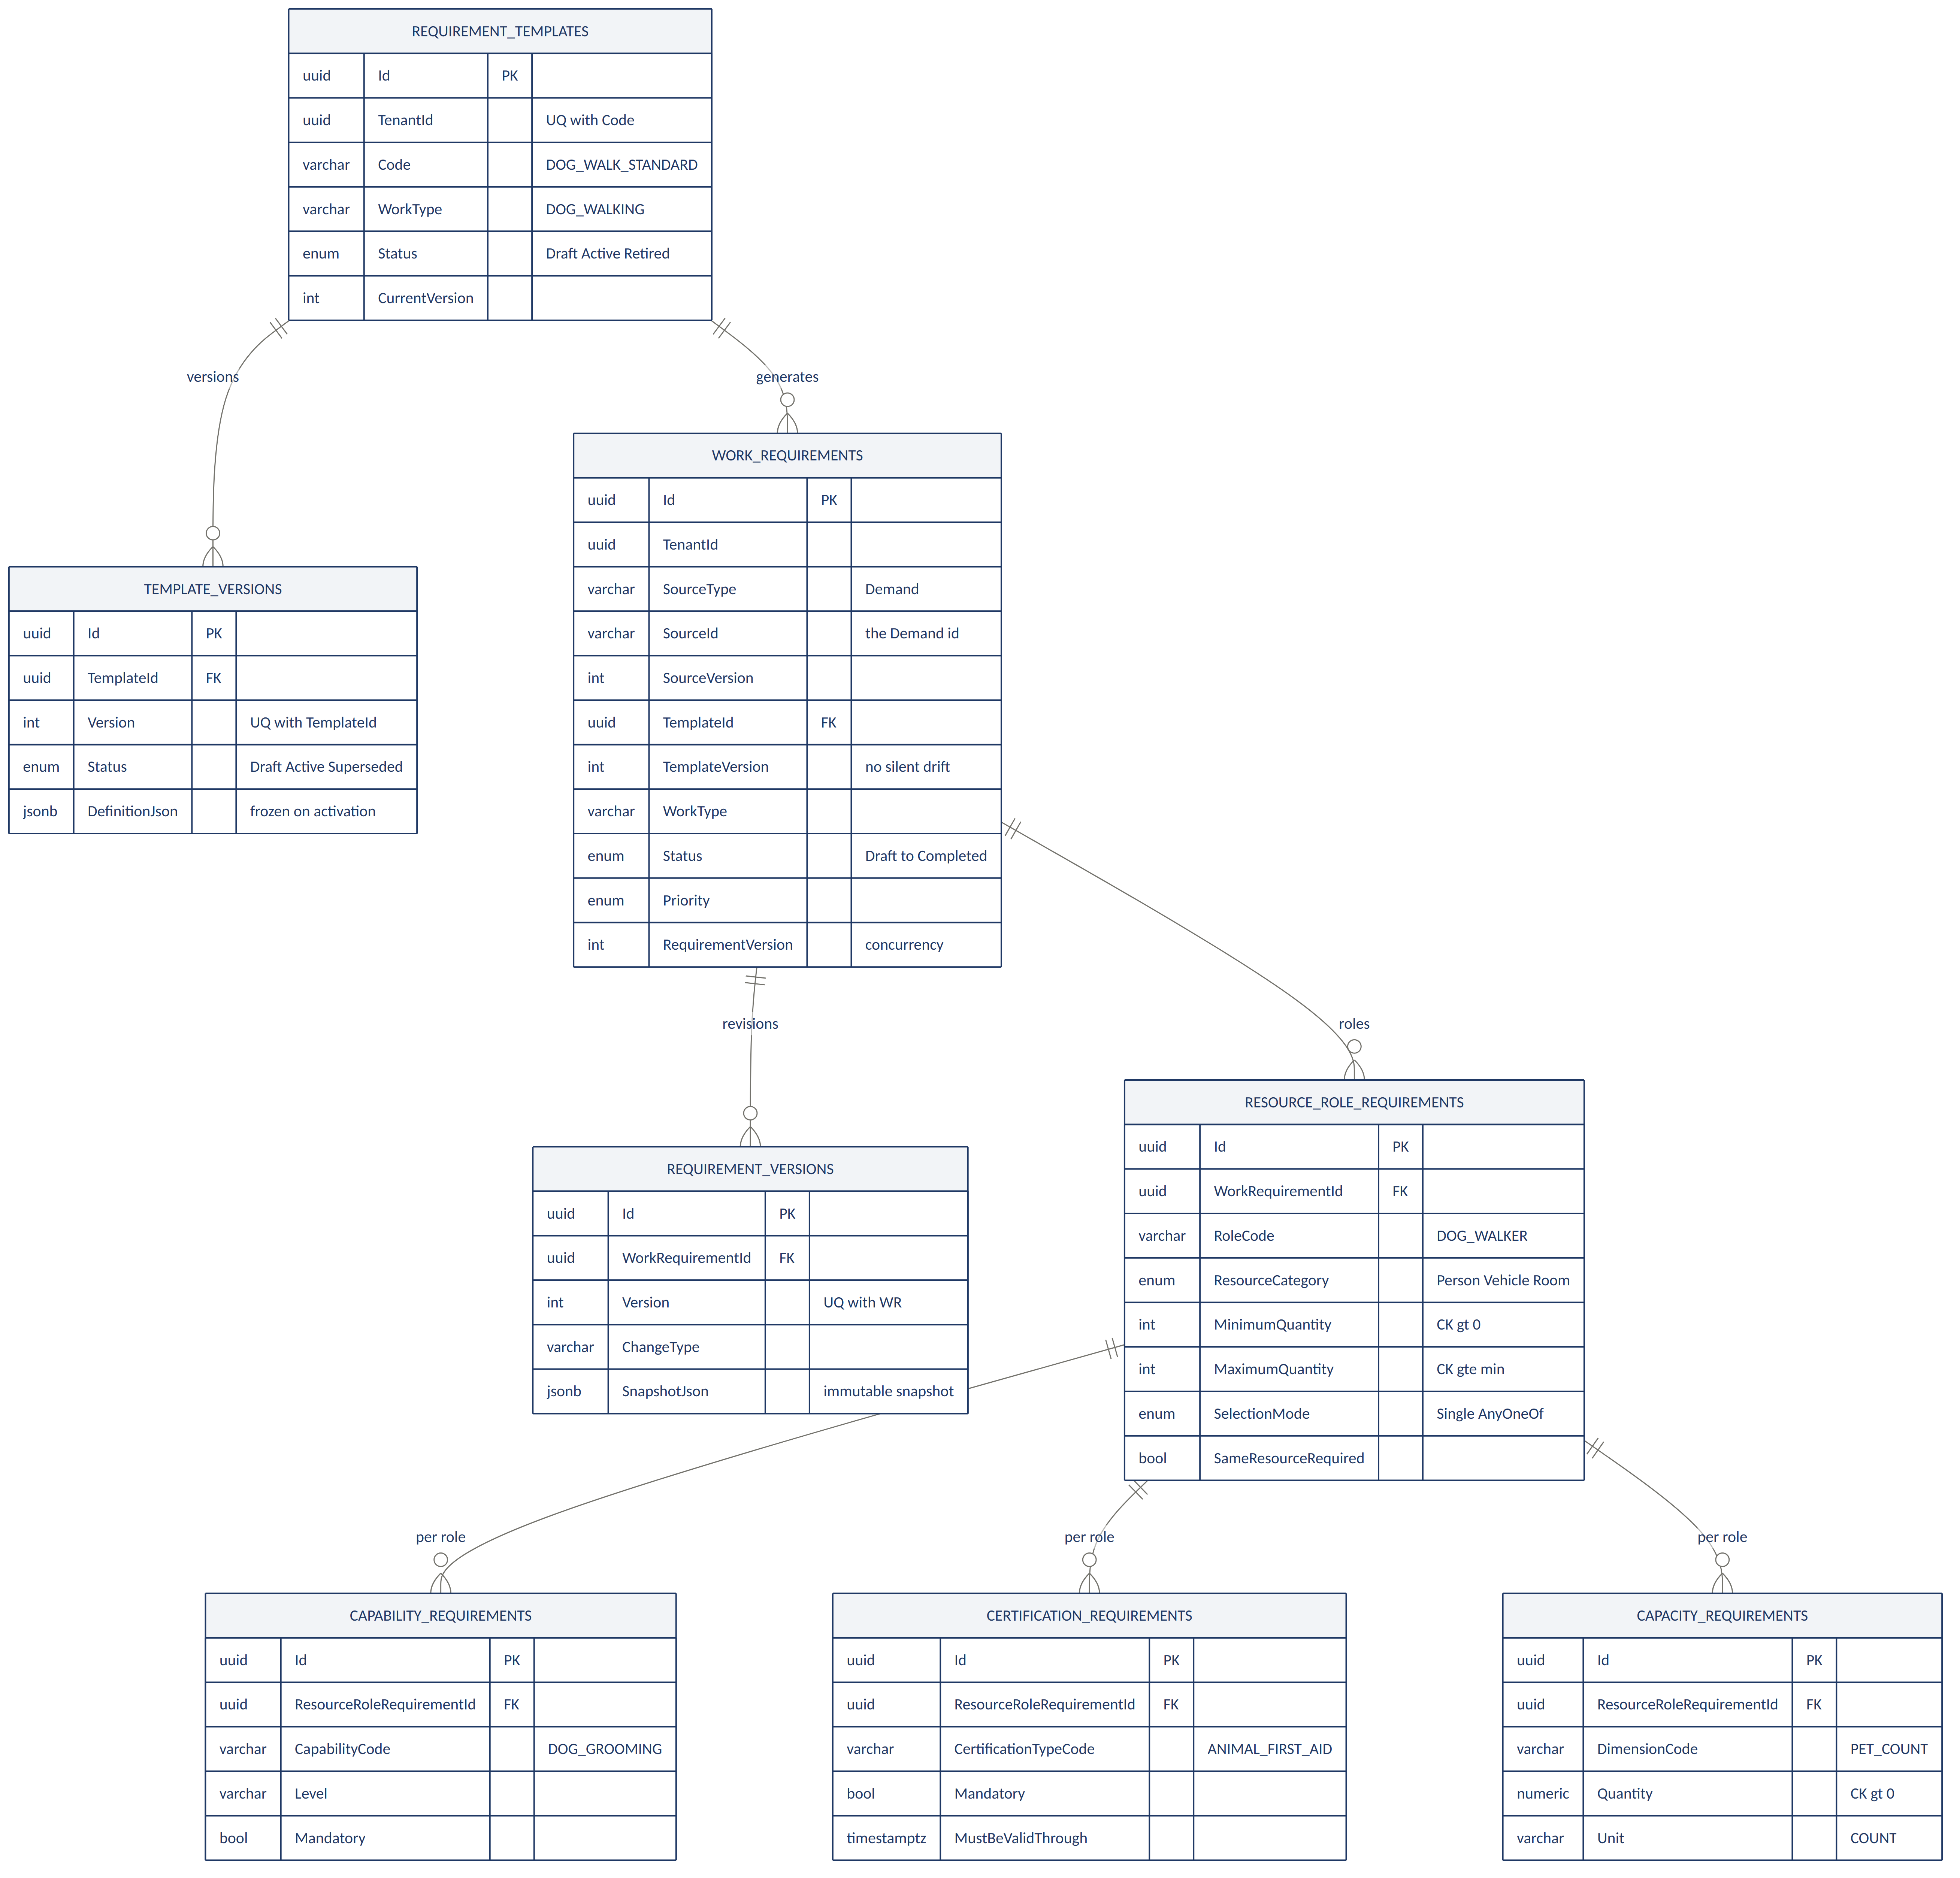 REQUIREMENT_TEMPLATES
uuid Id PK
uuid TenantId UQ with Code
varchar Code DOG_WALK_STANDARD
varchar WorkType DOG_WALKING
enum Status Draft Active Retired
int CurrentVersion
versions
generates
WORK_REQUIREMENTS
uuid Id PK
uuid TenantId
varchar SourceType Demand
varchar SourceId the Demand id
int SourceVersion
uuid TemplateId FK
int TemplateVersion no silent drift
varchar WorkType
enum Status Draft to Completed
enum Priority
int RequirementVersion concurrency
TEMPLATE_VERSIONS
uuid Id PK
uuid TemplateId FK
int Version UQ with TemplateId
enum Status Draft Active Superseded
jsonb DefinitionJson frozen on activation
revisions
roles
REQUIREMENT_VERSIONS
uuid Id PK
uuid WorkRequirementId FK
int Version UQ with WR
varchar ChangeType
jsonb SnapshotJson immutable snapshot
RESOURCE_ROLE_REQUIREMENTS
uuid Id PK
uuid WorkRequirementId FK
varchar RoleCode DOG_WALKER
enum ResourceCategory Person Vehicle Room
int MinimumQuantity CK gt 0
int MaximumQuantity CK gte min
enum SelectionMode Single AnyOneOf
bool SameResourceRequired
per role
per role
per role
CAPABILITY_REQUIREMENTS
uuid Id PK
uuid ResourceRoleRequirementId FK
varchar CapabilityCode DOG_GROOMING
varchar Level
bool Mandatory
CERTIFICATION_REQUIREMENTS
uuid Id PK
uuid ResourceRoleRequirementId FK
varchar CertificationTypeCode ANIMAL_FIRST_AID
bool Mandatory
timestamptz MustBeValidThrough
CAPACITY_REQUIREMENTS
uuid Id PK
uuid ResourceRoleRequirementId FK
varchar DimensionCode PET_COUNT
numeric Quantity CK gt 0
varchar Unit COUNT